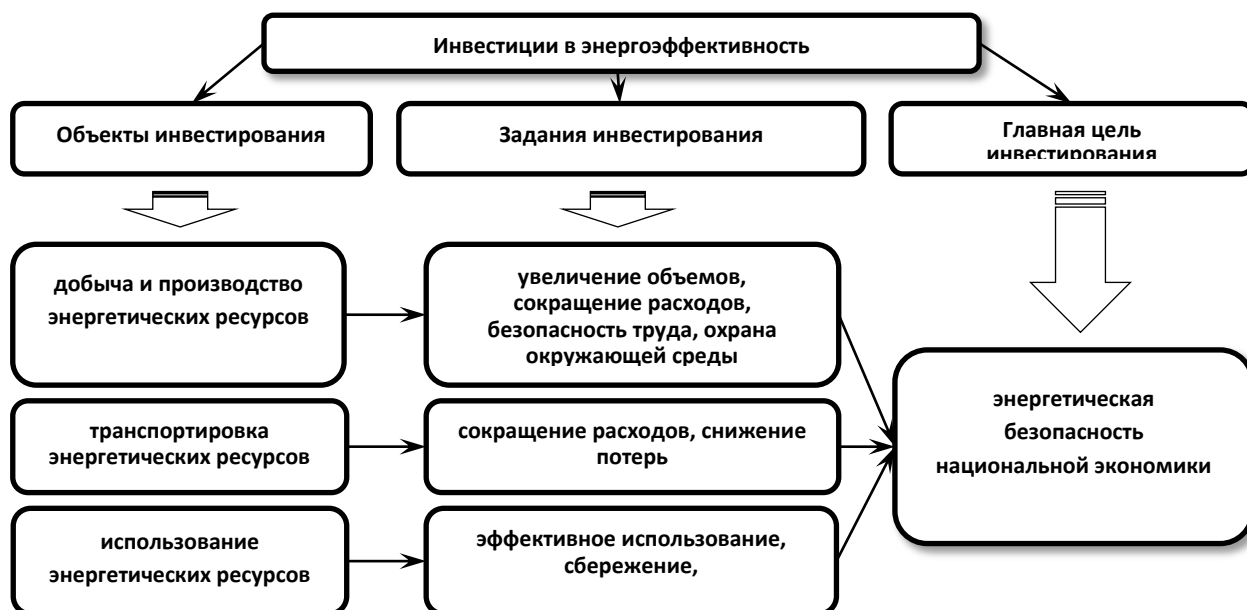 Инвестиции в энергоэффективность
Объекты инвестирования
Задания инвестирования
Главная цель
инвестирования
добыча и производство
энергетических ресурсов
увеличение объемов,
сокращение расходов,
безопасность труда, охрана
окружающей среды
транспортировка
энергетических ресурсов
сокращение расходов, снижение
потерь
использование
энергетических ресурсов
эффективное использование,
сбережение,
энергетическая
безопасность
национальной экономики